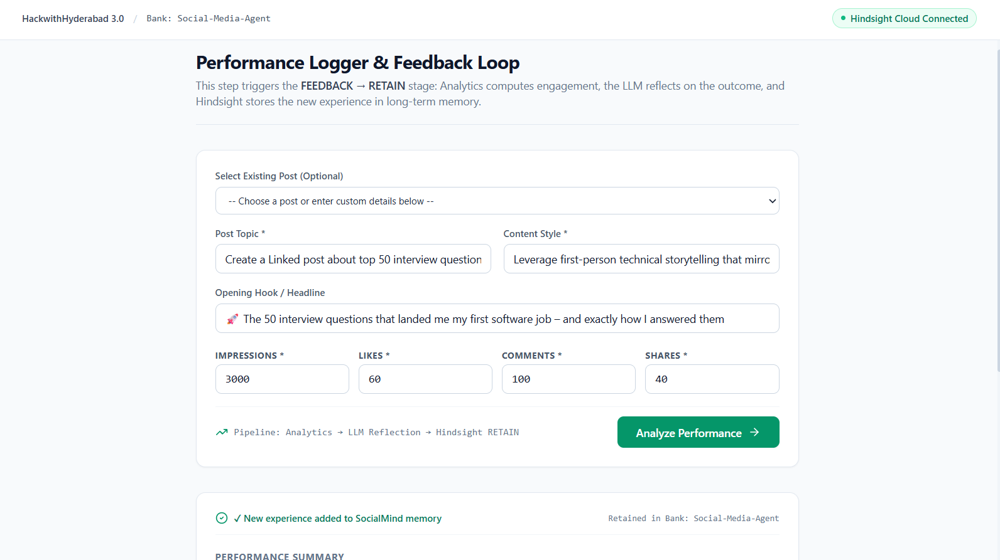 HackwithHyderabad 3.0 / Bank: Social-Media-Agent
Hindsight Cloud Connected
Performance Logger & Feedback Loop
This step triggers the FEEDBACK → RETAIN stage: Analytics computes engagement, the LLM reflects on the outcome, and
Hindsight stores the new experience in long-term memory.
Select Existing Post (Optional)
-- Choose a post or enter custom details below --
Post Topic *
Create a Linked post about top 50 interview question
Content Style *
Leverage first-person technical storytelling that mirro
Opening Hook / Headline
🚀 The 50 interview questions that landed me my first software job – and exactly how I answered them
IMPRESSIONS *
3000
LIKES *
60
COMMENTS *
100
SHARES *
40
Pipeline: Analytics → LLM Reflection → Hindsight RETAIN
Analyze Performance →
✓ New experience added to SocialMind memory
Retained in Bank: Social-Media-Agent
PERFORMANCE SUMMARY